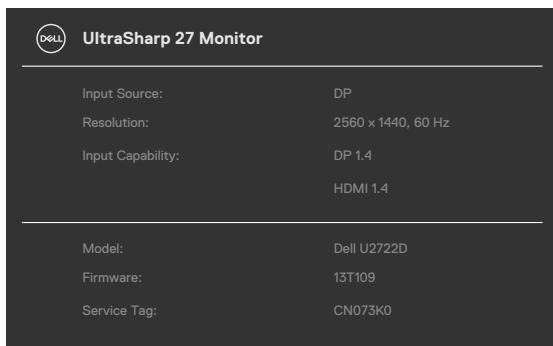 DELL UltraSharp 27 Monitor
Input Source: DP
Resolution: 2560 x 1440, 60 Hz
Input Capability: DP 1.4
HDMI 1.4
Model: Dell U2722D
Firmware: 13T109
Service Tag: CN073K0